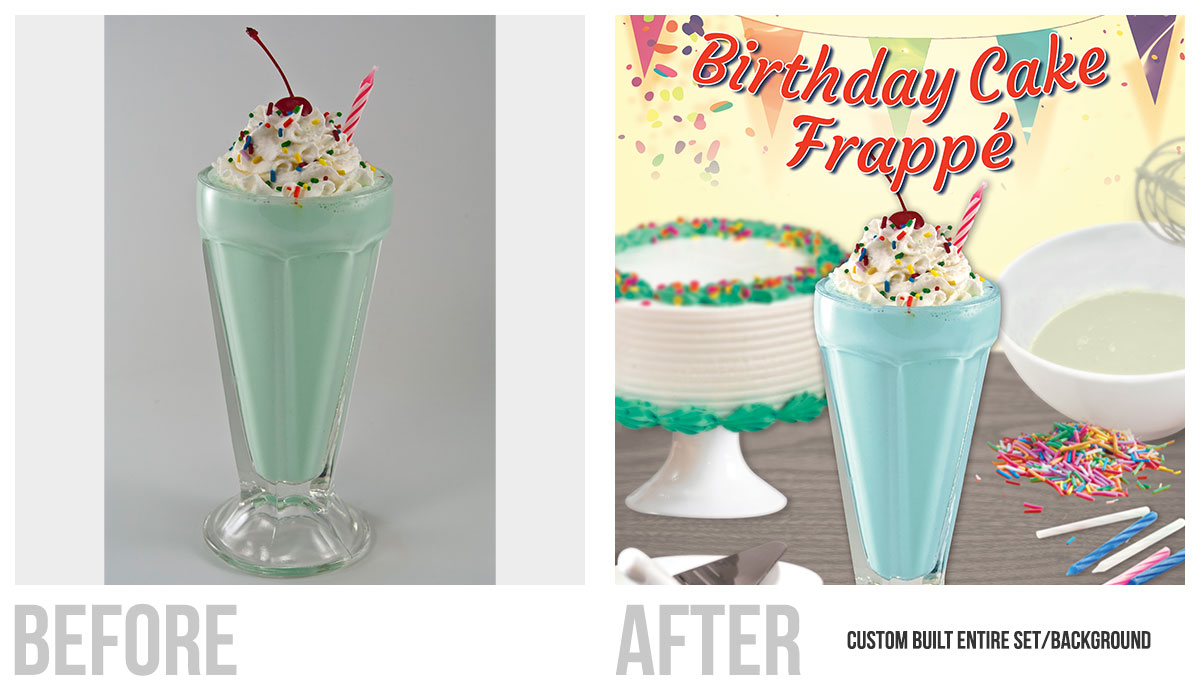 Birthday Cake
Frappé
BEFORE
AFTER
CUSTOM BUILT ENTIRE SET/BACKGROUND